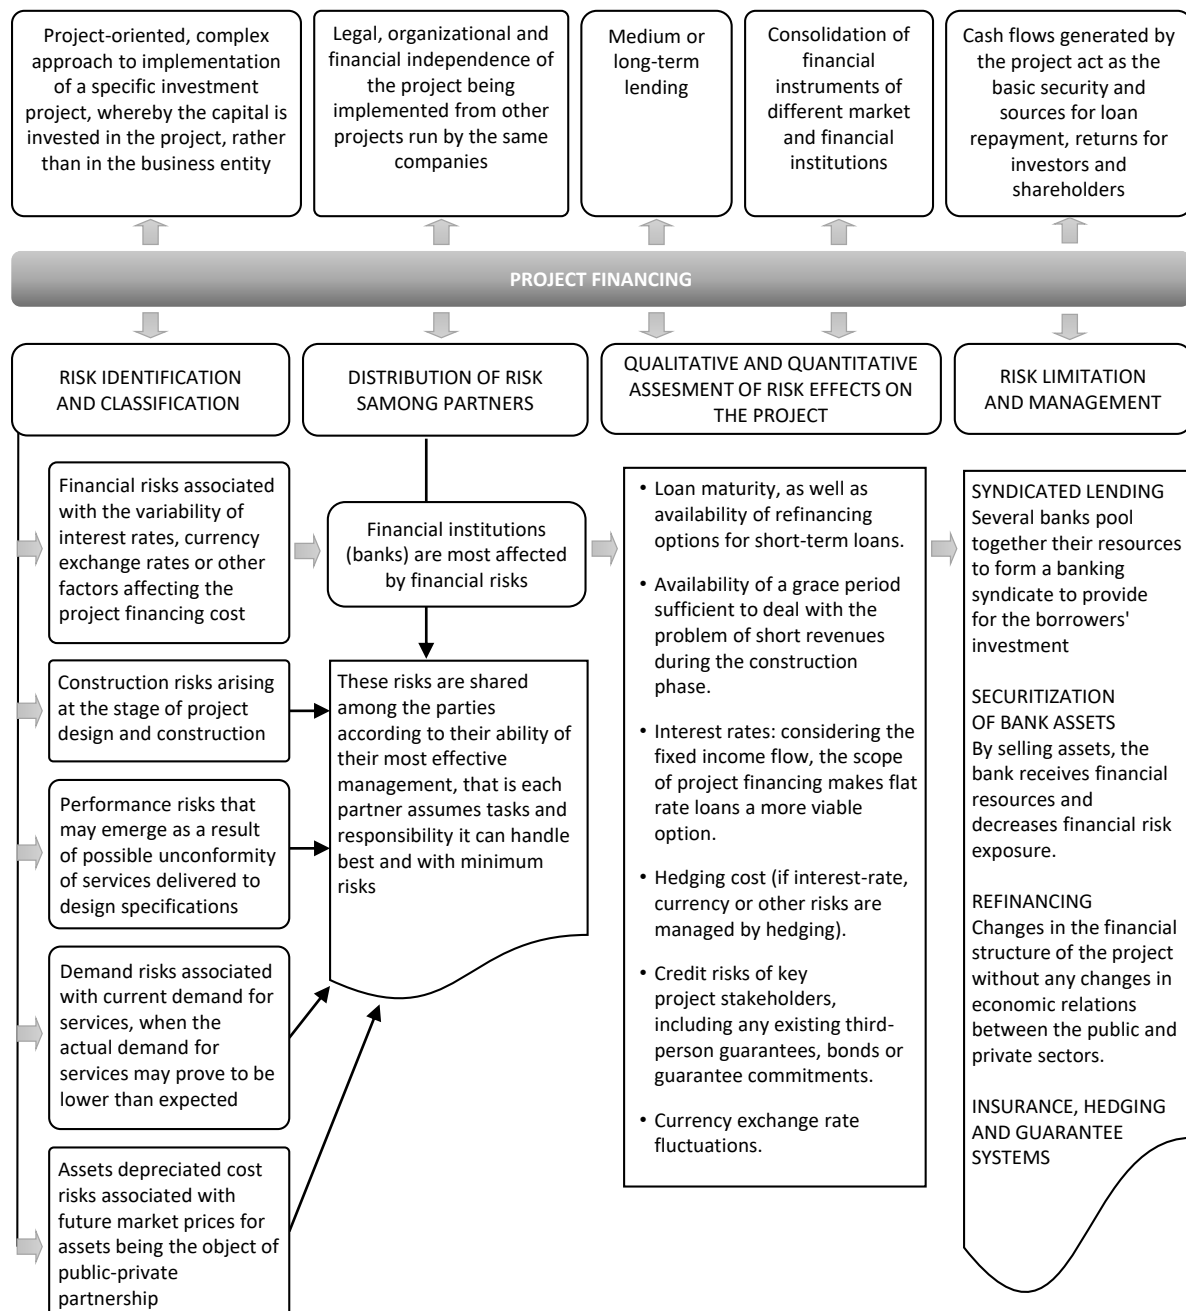 Project-oriented, complex
approach to implementation
of a specific investment
project, whereby the capital is
invested in the project, rather
than in the business entity
Legal, organizational and
financial independence of
the project being
implemented from other
projects run by the same
companies
Medium or
long-term
lending
Consolidation of
financial
instruments of
different market
and financial
institutions
Cash flows generated by
the project act as the
basic security and
sources for loan
repayment, returns for
investors and
shareholders
PROJECT FINANCING
RISK IDENTIFICATION
AND CLASSIFICATION
DISTRIBUTION OF RISK
SAMONG PARTNERS
QUALITATIVE AND QUANTITATIVE
ASSESMENT OF RISK EFFECTS ON
THE PROJECT
RISK LIMITATION
AND MANAGEMENT
Financial risks associated
with the variability of
interest rates, currency
exchange rates or other
factors affecting the
project financing cost
Construction risks arising
at the stage of project
design and construction
Performance risks that
may emerge as a result
of possible unconformity
of services delivered to
design specifications
Demand risks associated
with current demand for
services, when the
actual demand for
services may prove to be
lower than expected
Assets depreciated cost
risks associated with
future market prices for
assets being the object of
public-private
partnership
Financial institutions
(banks) are most affected
by financial risks
These risks are shared
among the parties
according to their ability of
their most effective
management, that is each
partner assumes tasks and
responsibility it can handle
best and with minimum
risks
• Loan maturity, as well as
availability of refinancing
options for short-term loans.
• Availability of a grace period
sufficient to deal with the
problem of short revenues
during the construction
phase.
• Interest rates: considering the
fixed income flow, the scope
of project financing makes flat
rate loans a more viable
option.
• Hedging cost (if interest-rate,
currency or other risks are
managed by hedging).
• Credit risks of key
project stakeholders,
including any existing third-
person guarantees, bonds or
guarantee commitments.
• Currency exchange rate
fluctuations.
SYNDICATED LENDING
Several banks pool
together their resources
to form a banking
syndicate to provide
for the borrowers'
investment
SECURITIZATION
OF BANK ASSETS
By selling assets, the
bank receives financial
resources and
decreases financial risk
exposure.
REFINANCING
Changes in the financial
structure of the project
without any changes in
economic relations
between the public and
private sectors.
INSURANCE, HEDGING
AND GUARANTEE
SYSTEMS